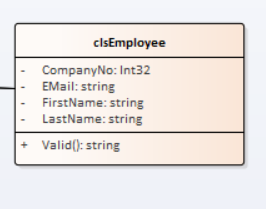 clsEmployee
- CompanyNo: Int32
- EMail: string
- FirstName: string
- LastName: string
+ Valid(): string